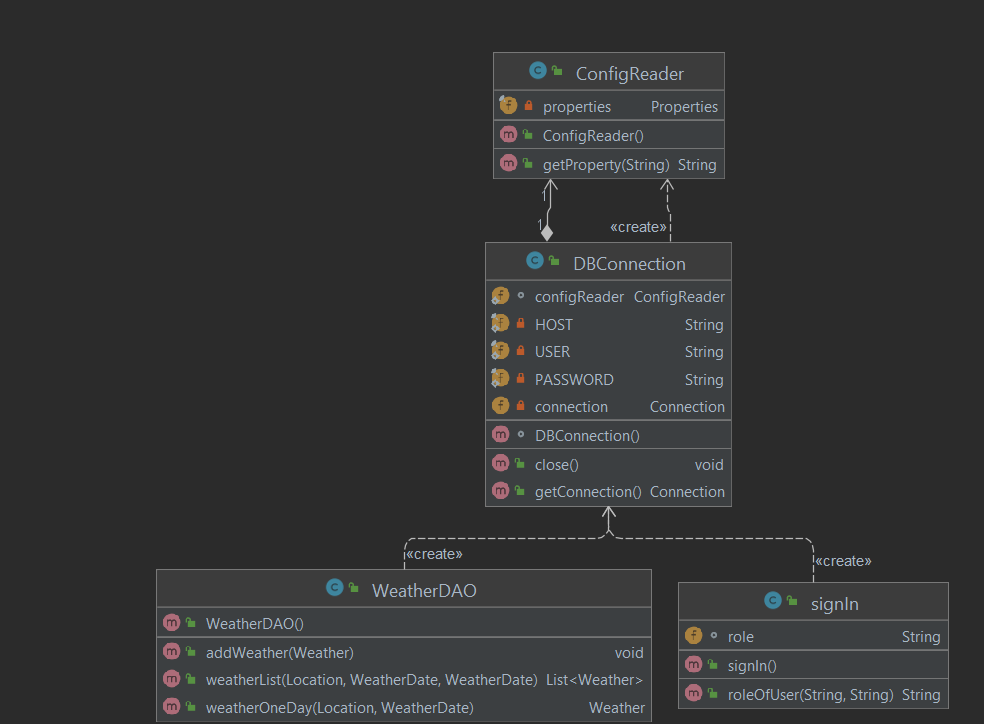 ConfigReader
properties Properties
ConfigReader()
getProperty(String) String
1
1
«create»
DBConnection
configReader ConfigReader
HOST String
USER String
PASSWORD String
connection Connection
DBConnection()
close() void
getConnection() Connection
«create»
«create»
WeatherDAO
WeatherDAO()
addWeather(Weather) void
weatherList(Location, WeatherDate, WeatherDate) List<Weather>
weatherOneDay(Location, WeatherDate) Weather
signIn
role String
signIn()
roleOfUser(String, String) String